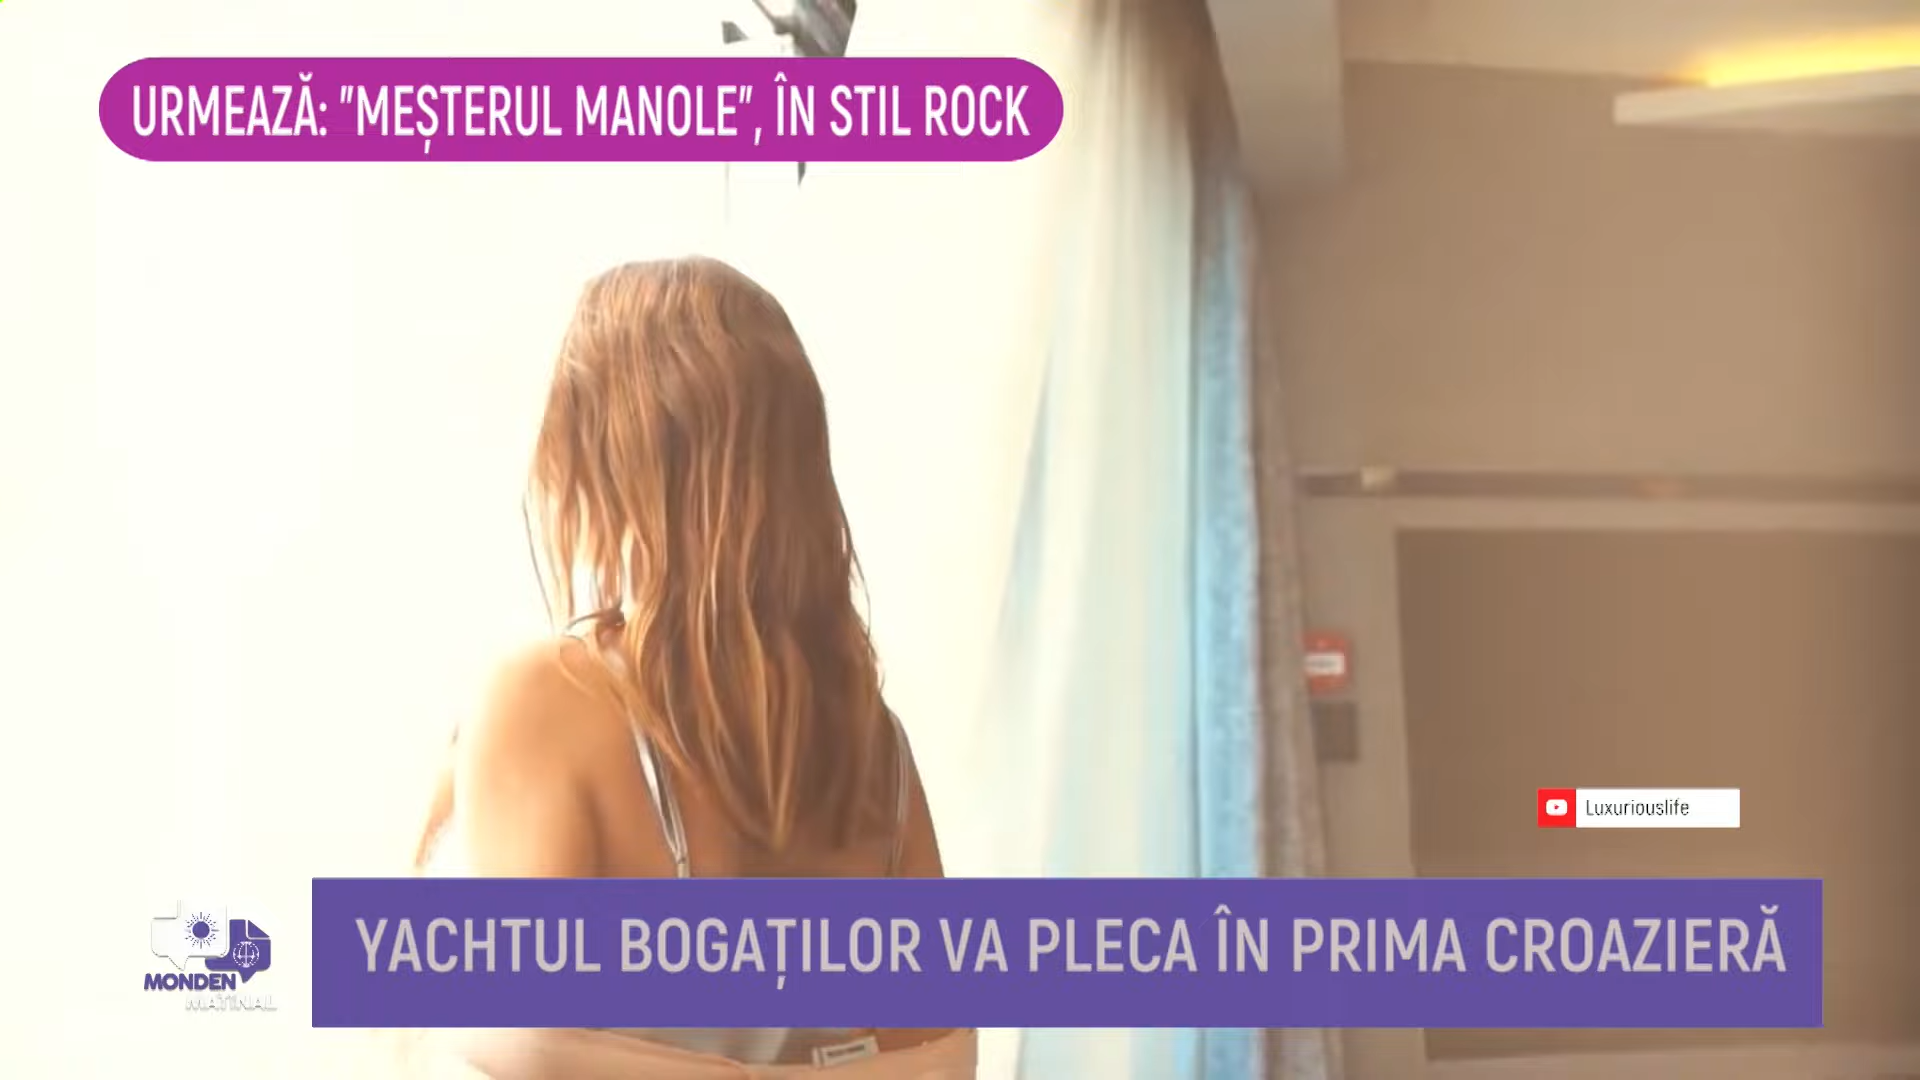 URMEAZĂ: "MEȘTERUL MANOLE", ÎN STIL ROCK
Luxuriouslife
YACHTUL BOGAȚILOR VA PLECA ÎN PRIMA CROAZIERĂ
MONDEN
MATINAL